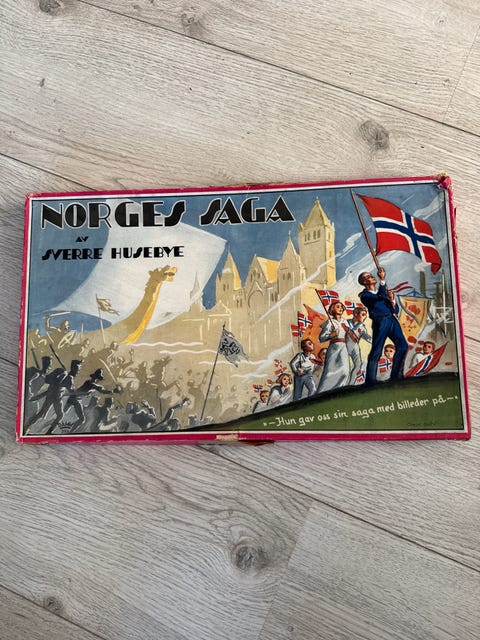 NORGES SAGA
AV
SVERRE HUSEBYE
"—Hun gav oss sin saga med billeder på—"